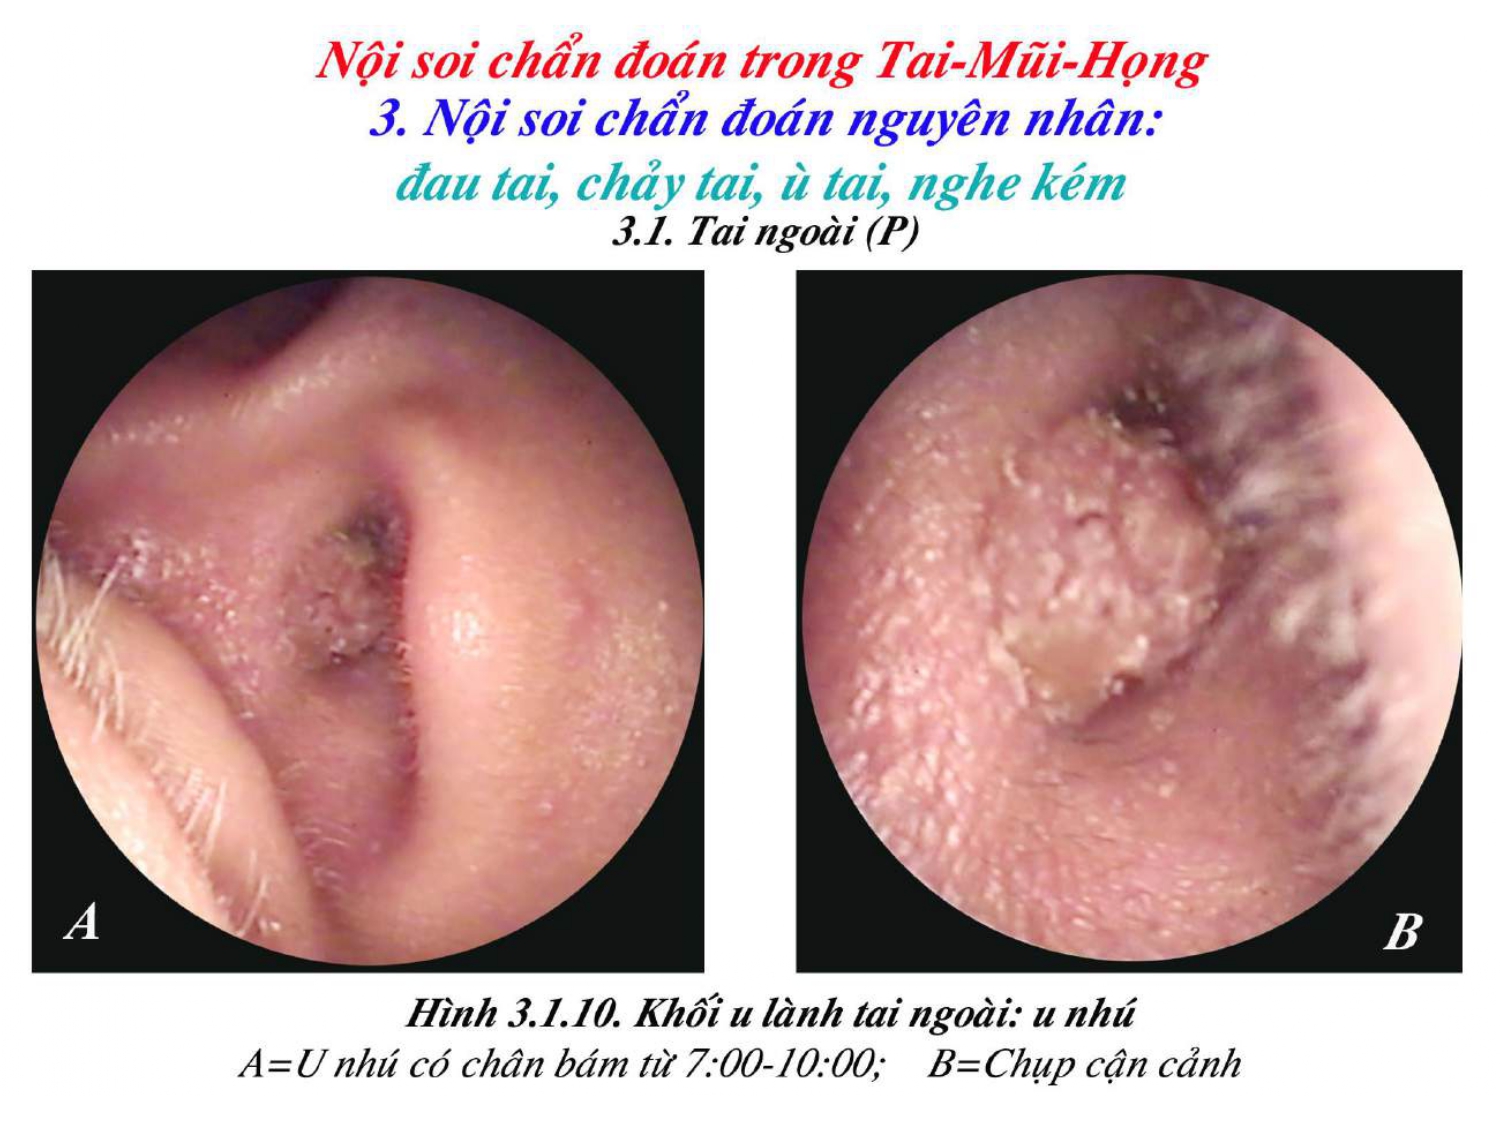 Nội soi chẩn đoán trong Tai-Mũi-Họng
3. Nội soi chẩn đoán nguyên nhân:
đau tai, chảy tai, ù tai, nghe kém
3.1. Tai ngoài (P)
A
B
Hình 3.1.10. Khối u lành tai ngoài: u nhú
A=U nhú có chân bám từ 7:00-10:00; B=Chụp cận cảnh